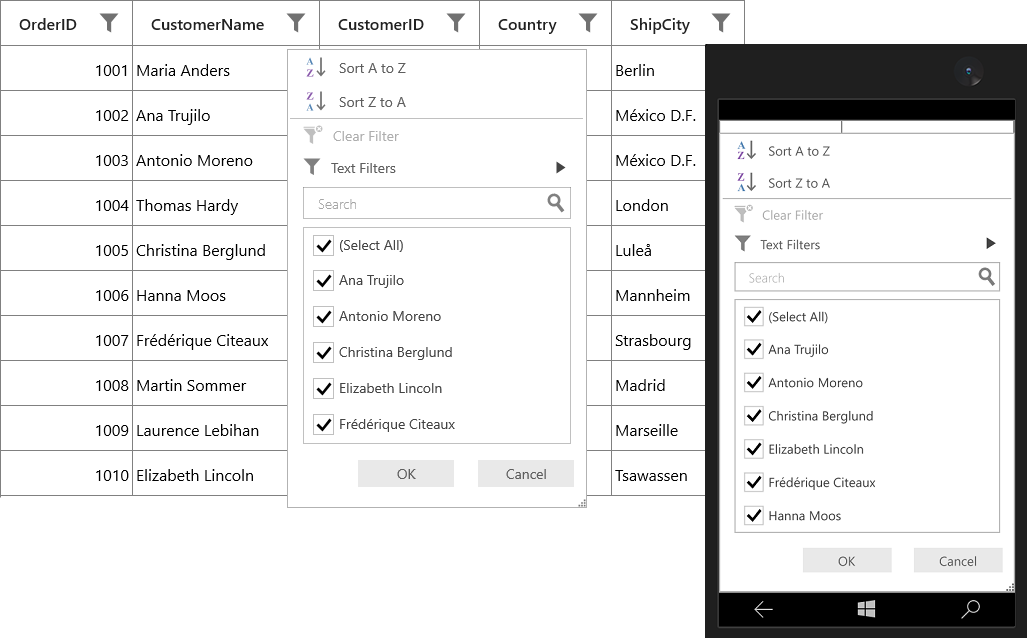 OrderID CustomerName CustomerID Country ShipCity
1001 Maria Anders Berlin
1002 Ana Trujilo México D.F.
1003 Antonio Moreno México D.F.
1004 Thomas Hardy London
1005 Christina Berglund Luleå
1006 Hanna Moos Mannheim
1007 Frédérique Citeaux Strasbourg
1008 Martin Sommer Madrid
1009 Laurence Lebihan Marseille
1010 Elizabeth Lincoln Tsawassen
Sort A to Z
Sort Z to A
Clear Filter
Text Filters
Search
(Select All)
Ana Trujilo
Antonio Moreno
Christina Berglund
Elizabeth Lincoln
Frédérique Citeaux
OK Cancel
Sort A to Z
Sort Z to A
Clear Filter
Text Filters
Search
(Select All)
Ana Trujilo
Antonio Moreno
Christina Berglund
Elizabeth Lincoln
Frédérique Citeaux
Hanna Moos
OK Cancel